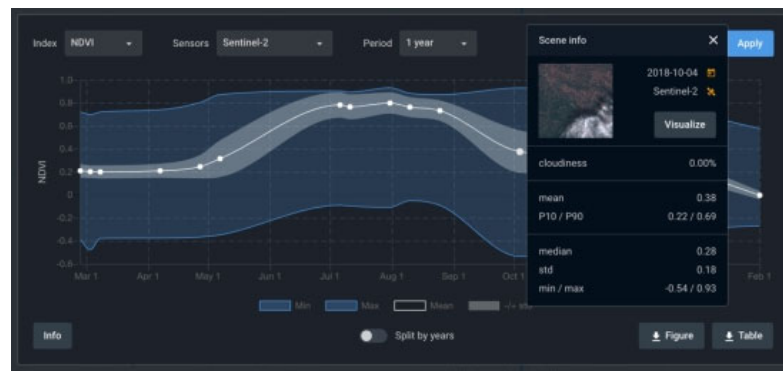 Index NDVI Sensors Sentinel-2 Period 1 year Apply
Scene info
2018-10-04
Sentinel-2
Visualize
cloudiness 0.00%
mean 0.38
P10 / P90 0.22 / 0.69
median 0.28
std 0.18
min / max -0.54 / 0.93
NDVI
1.0
0.8
0.6
0.4
0.2
0
-0.2
-0.4
-0.6
Mar 1 Apr 1 May 1 Jun 1 Jul 1 Aug 1 Sep 1 Oct 1 Feb 1
Min Max Mean -/+ std
Info Split by years Figure Table